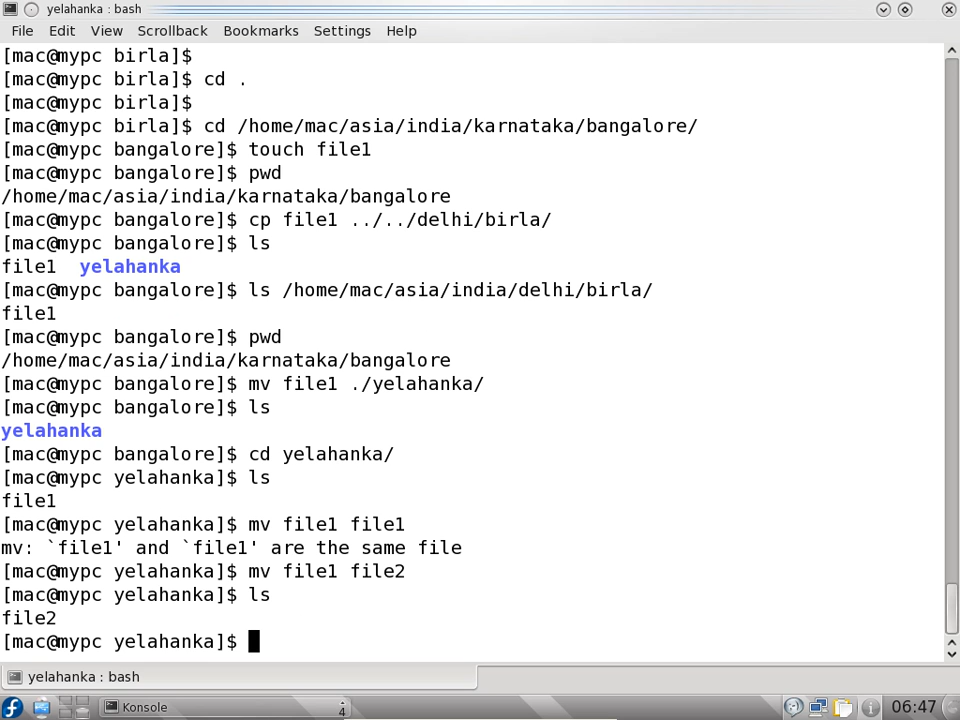 yelahanka : bash
File Edit View Scrollback Bookmarks Settings Help
[mac@mypc birla]$
[mac@mypc birla]$ cd .
[mac@mypc birla]$
[mac@mypc birla]$ cd /home/mac/asia/india/karnataka/bangalore/
[mac@mypc bangalore]$ touch file1
[mac@mypc bangalore]$ pwd
/home/mac/asia/india/karnataka/bangalore
[mac@mypc bangalore]$ cp file1 ../../delhi/birla/
[mac@mypc bangalore]$ ls
file1  yelahanka
[mac@mypc bangalore]$ ls /home/mac/asia/india/delhi/birla/
file1
[mac@mypc bangalore]$ pwd
/home/mac/asia/india/karnataka/bangalore
[mac@mypc bangalore]$ mv file1 ./yelahanka/
[mac@mypc bangalore]$ ls
yelahanka
[mac@mypc bangalore]$ cd yelahanka/
[mac@mypc yelahanka]$ ls
file1
[mac@mypc yelahanka]$ mv file1 file1
mv: `file1' and `file1' are the same file
[mac@mypc yelahanka]$ mv file1 file2
[mac@mypc yelahanka]$ ls
file2
[mac@mypc yelahanka]$
yelahanka : bash
Konsole 4 06:47